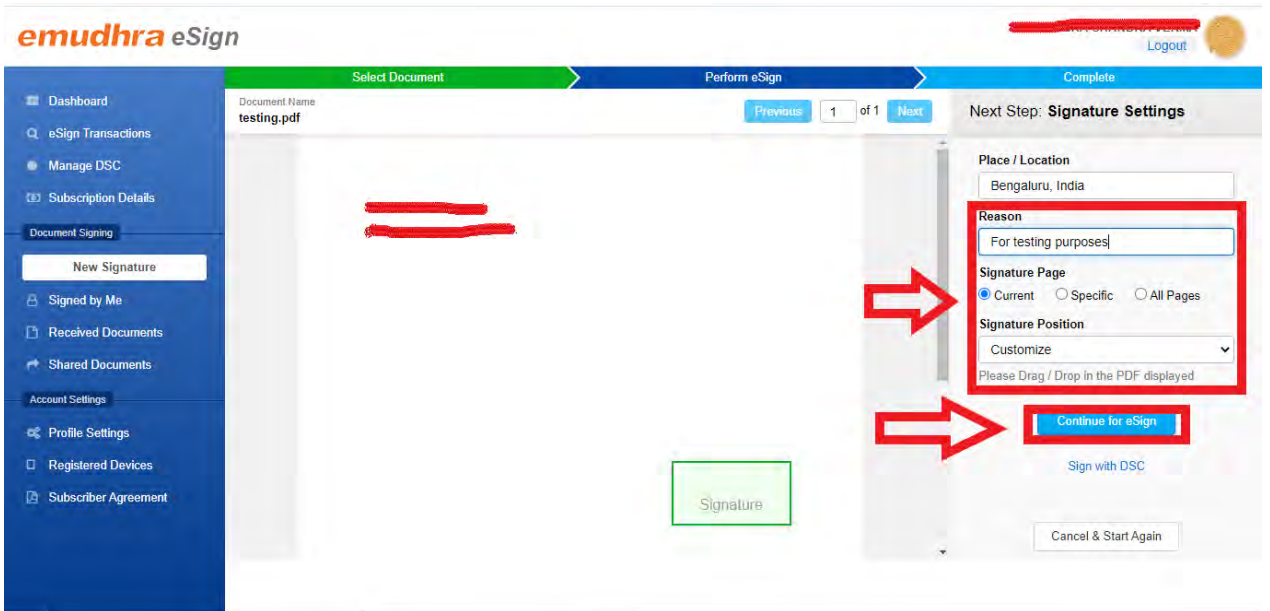 emudhra eSign
Logout
Select Document
Perform eSign
Complete
Dashboard
eSign Transactions
Manage DSC
Subscription Details
Document Signing
New Signature
Signed by Me
Received Documents
Shared Documents
Account Settings
Profile Settings
Registered Devices
Subscriber Agreement
Document Name
testing.pdf
Previous 1 of 1 Next
Signature
Next Step: Signature Settings
Place / Location
Bengaluru, India
Reason
For testing purposes
Signature Page
Current Specific All Pages
Signature Position
Customize
Please Drag / Drop in the PDF displayed
Continue for eSign
Sign with DSC
Cancel & Start Again